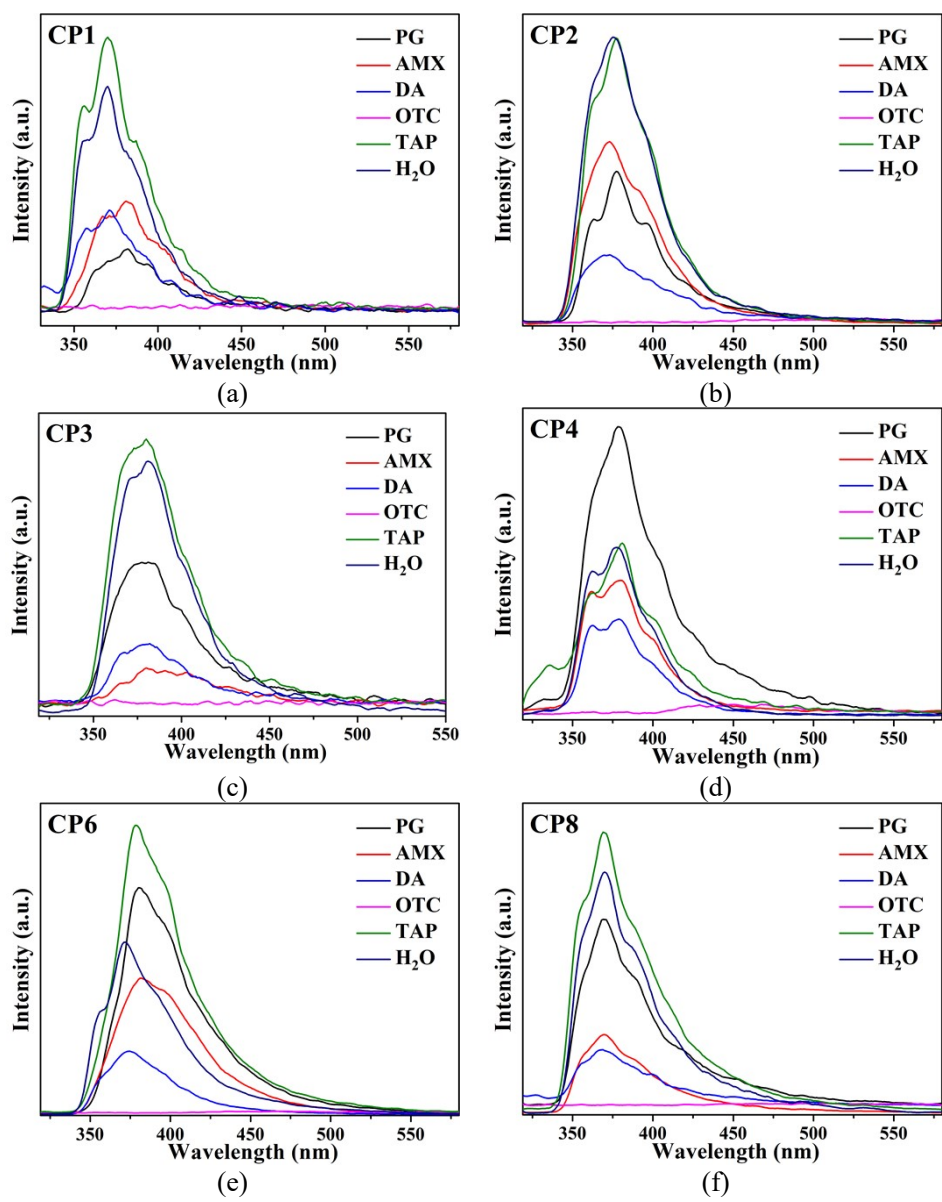 CP1
PG
AMX
DA
OTC
TAP
H₂O
Intensity (a.u.)
350 400 450 500 550
Wavelength (nm)
(a)
CP2
PG
AMX
DA
OTC
TAP
H₂O
Intensity (a.u.)
350 400 450 500 550
Wavelength (nm)
(b)
CP3
PG
AMX
DA
OTC
TAP
H₂O
Intensity (a.u.)
350 400 450 500 550
Wavelength (nm)
(c)
CP4
PG
AMX
DA
OTC
TAP
H₂O
Intensity (a.u.)
350 400 450 500 550
Wavelength (nm)
(d)
CP6
PG
AMX
DA
OTC
TAP
H₂O
Intensity (a.u.)
350 400 450 500 550
Wavelength (nm)
(e)
CP8
PG
AMX
DA
OTC
TAP
H₂O
Intensity (a.u.)
350 400 450 500 550
Wavelength (nm)
(f)